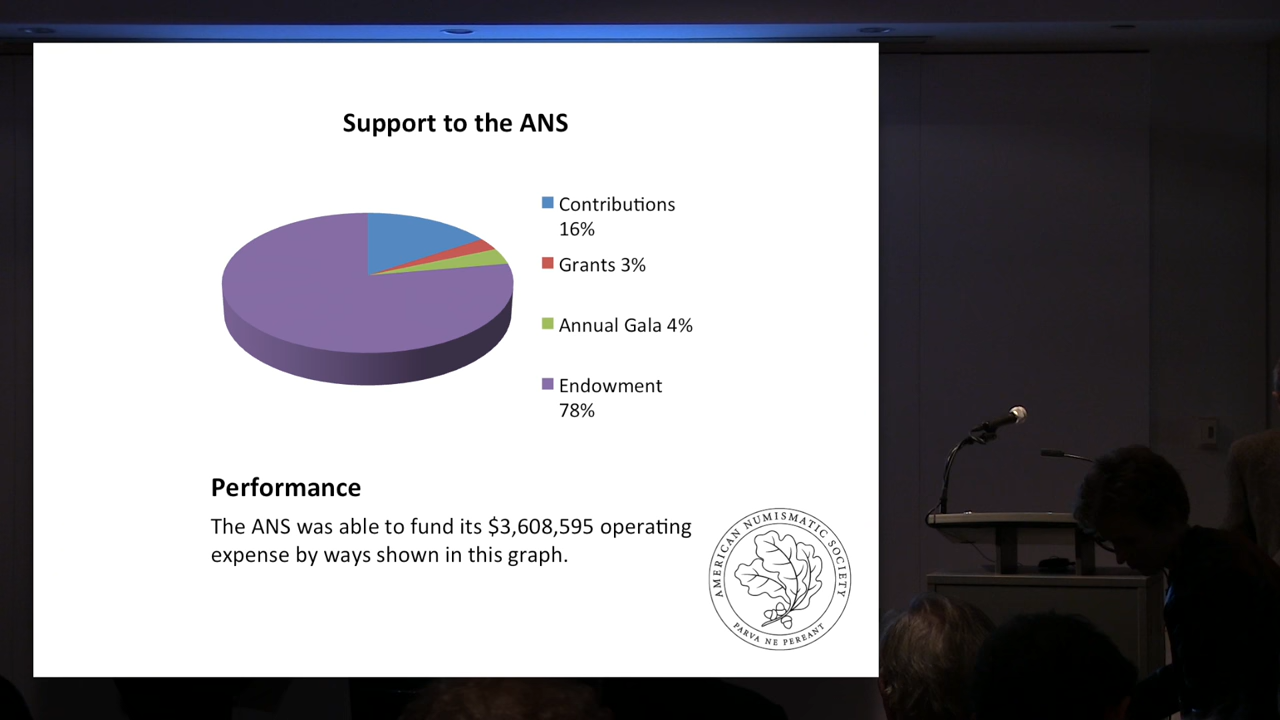 Support to the ANS
Contributions
16%
Grants 3%
Annual Gala 4%
Endowment
78%
Performance
The ANS was able to fund its $3,608,595 operating
expense by ways shown in this graph.
AMERICAN NUMISMATIC SOCIETY
PARVA NE PEREANT